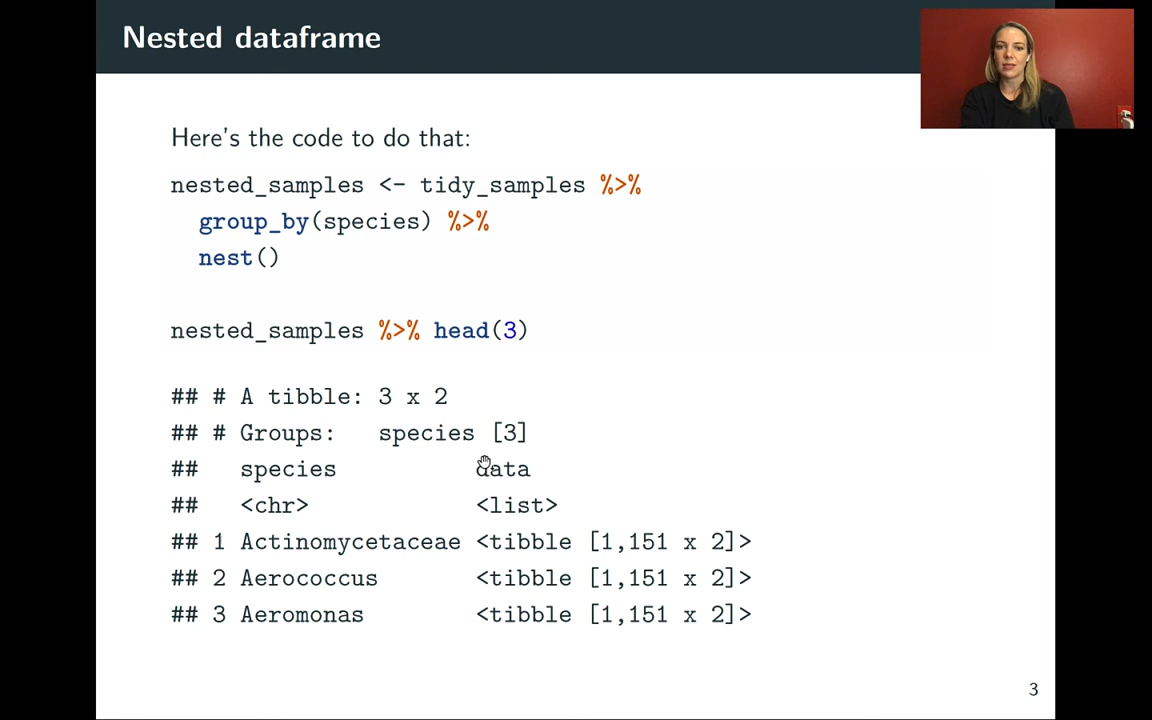 Nested dataframe
Here's the code to do that:
nested_samples <- tidy_samples %>%
  group_by(species) %>%
  nest()
nested_samples %>% head(3)
## # A tibble: 3 x 2
## # Groups:   species [3]
##   species          data
##   <chr>            <list>
## 1 Actinomycetaceae <tibble [1,151 x 2]>
## 2 Aerococcus       <tibble [1,151 x 2]>
## 3 Aeromonas        <tibble [1,151 x 2]>
3